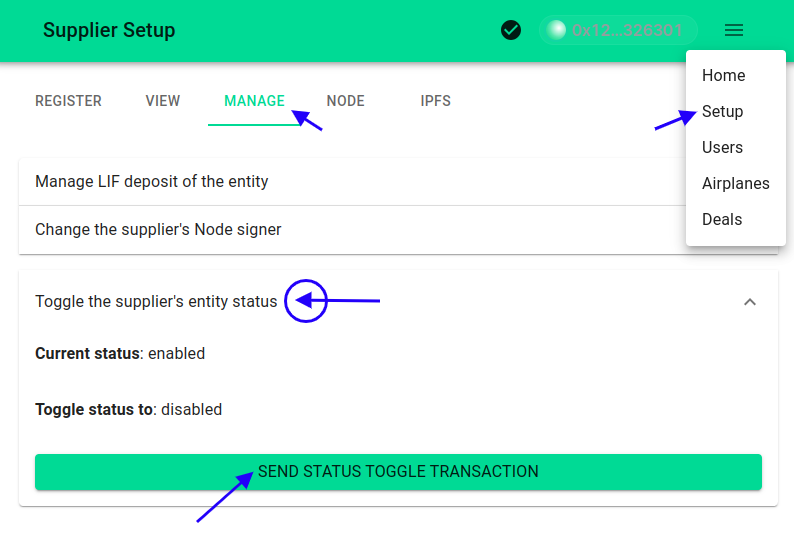 Supplier Setup
0x12...326301
Home
Setup
Users
Airplanes
Deals
REGISTER VIEW MANAGE NODE IPFS
Manage LIF deposit of the entity
Change the supplier's Node signer
Toggle the supplier's entity status
Current status: enabled
Toggle status to: disabled
SEND STATUS TOGGLE TRANSACTION